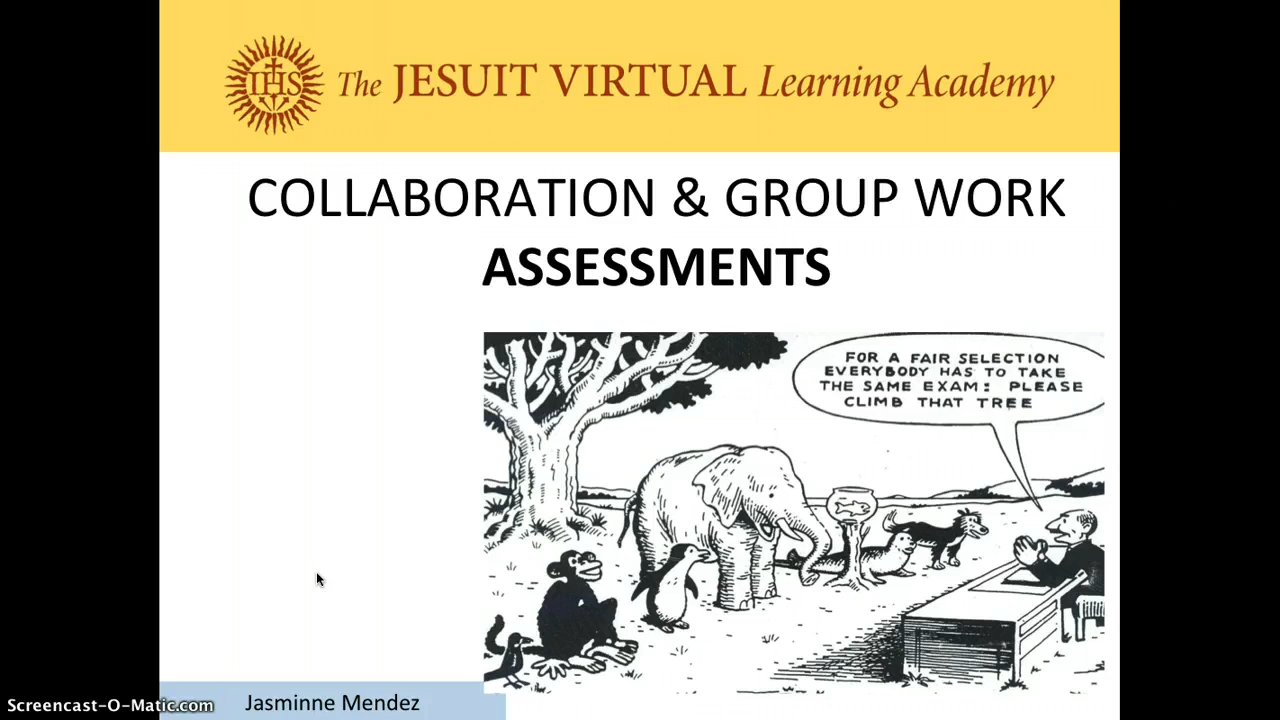 IHS
The JESUIT VIRTUAL Learning Academy
COLLABORATION & GROUP WORK
ASSESSMENTS
FOR A FAIR SELECTION
EVERYBODY HAS TO TAKE
THE SAME EXAM: PLEASE
CLIMB THAT TREE
Screencast-O-Matic.com
Jasminne Mendez